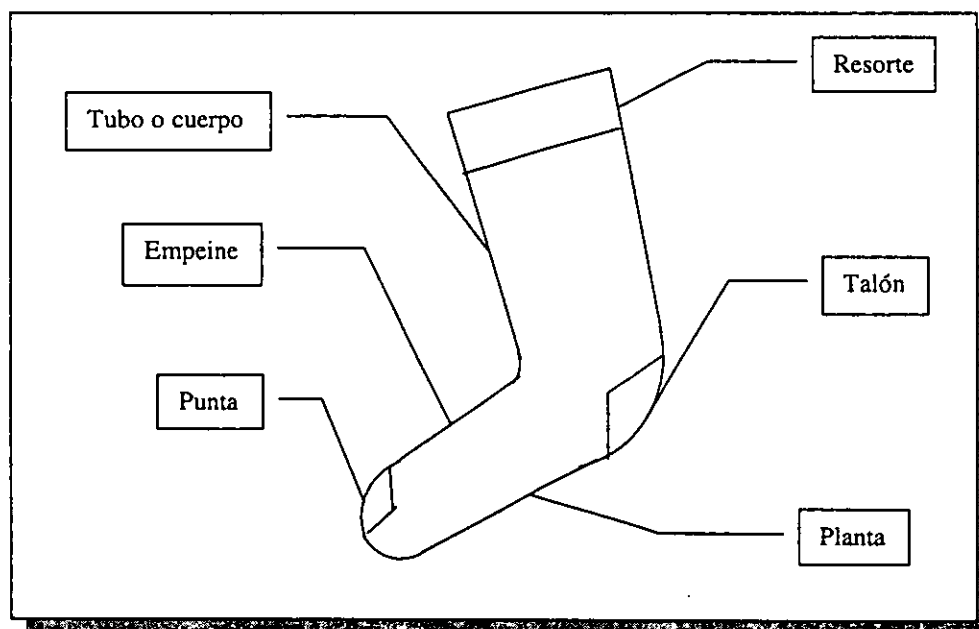 Resorte
Tubo o cuerpo
Empeine
Talón
Punta
Planta